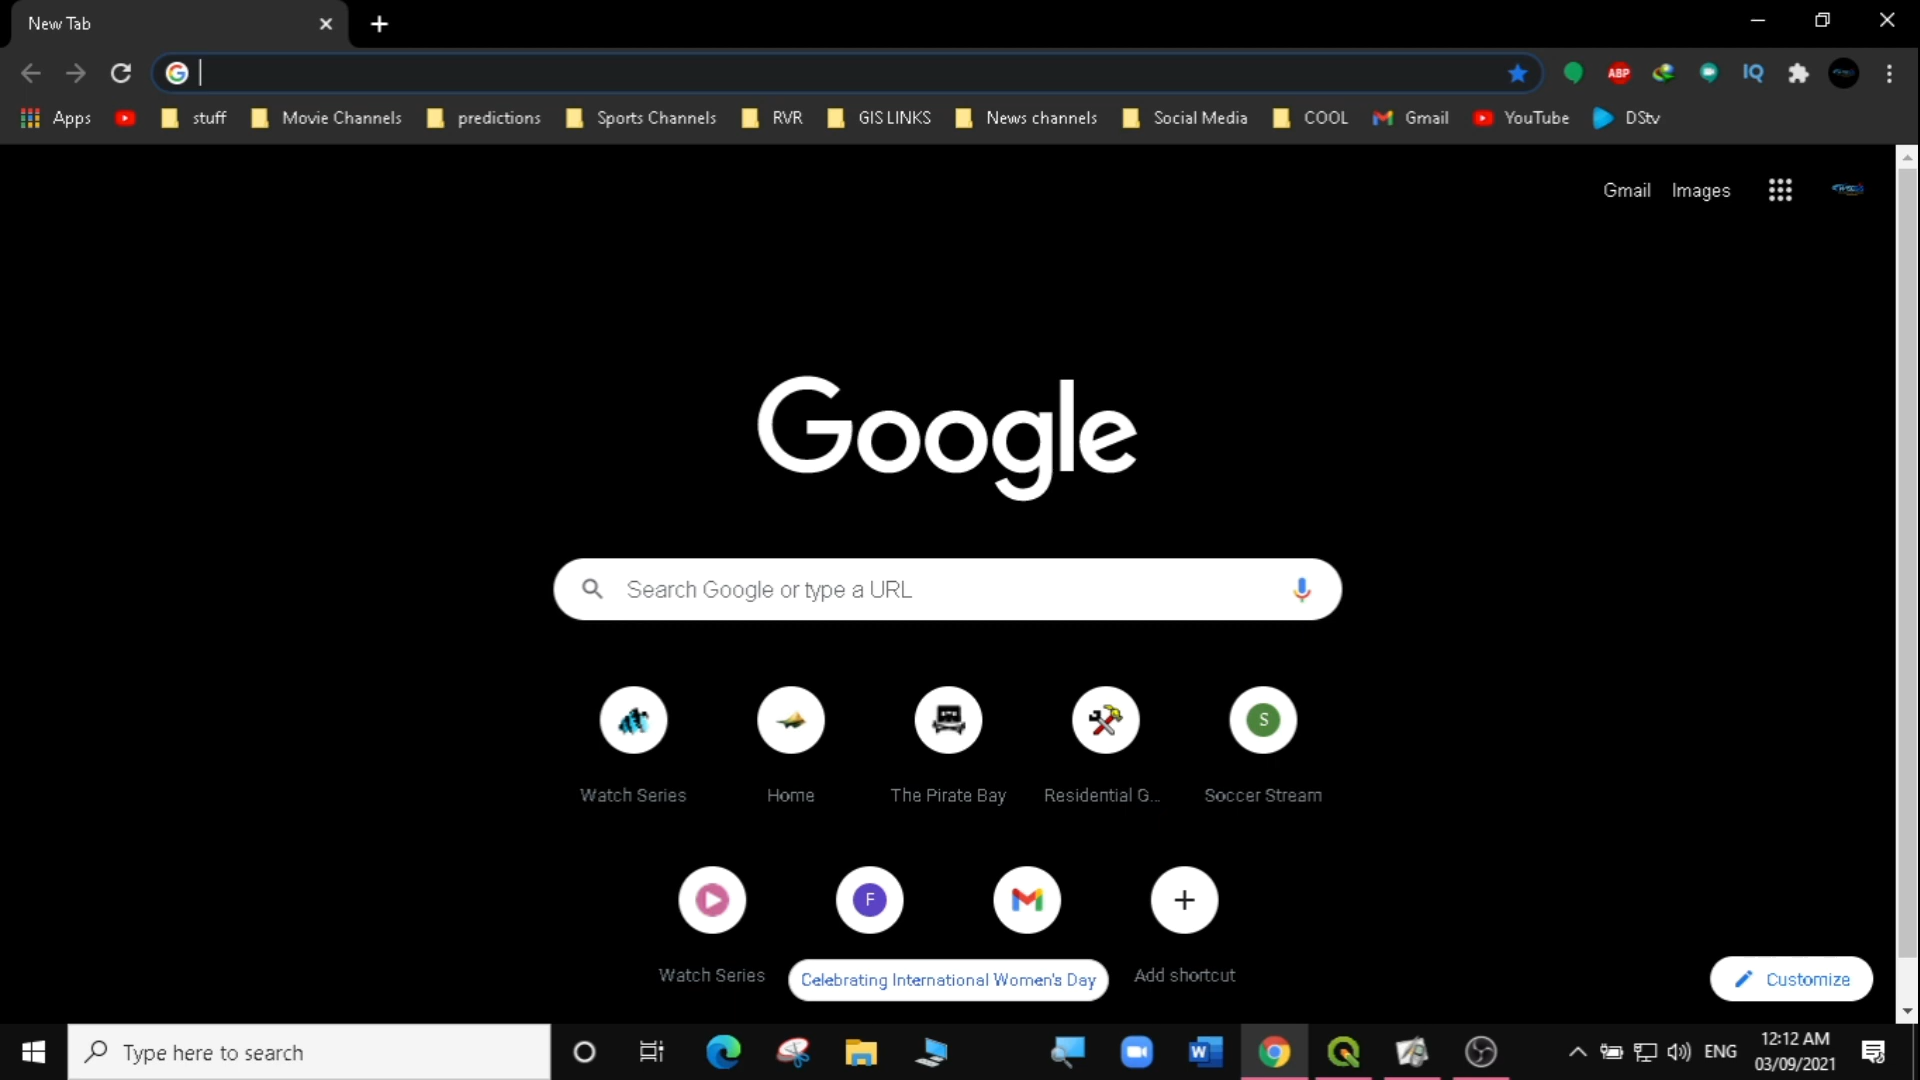 New Tab
Apps stuff Movie Channels predictions Sports Channels RVR GIS LINKS News channels Social Media COOL Gmail YouTube DStv
ABP
IQ
Gmail Images
Google
Search Google or type a URL
S
Watch Series Home The Pirate Bay Residential G... Soccer Stream
F
Watch Series Add shortcut
Celebrating International Women's Day
Customize
Type here to search
W
ENG
12:12 AM
03/09/2021